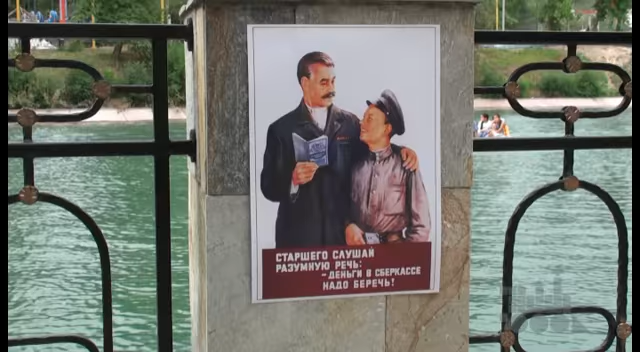 СТАРШЕГО СЛУШАЙ
РАЗУМНУЮ РЕЧЬ:
- ДЕНЬГИ В СБЕРКАССЕ
НАДО БЕРЕЧЬ!